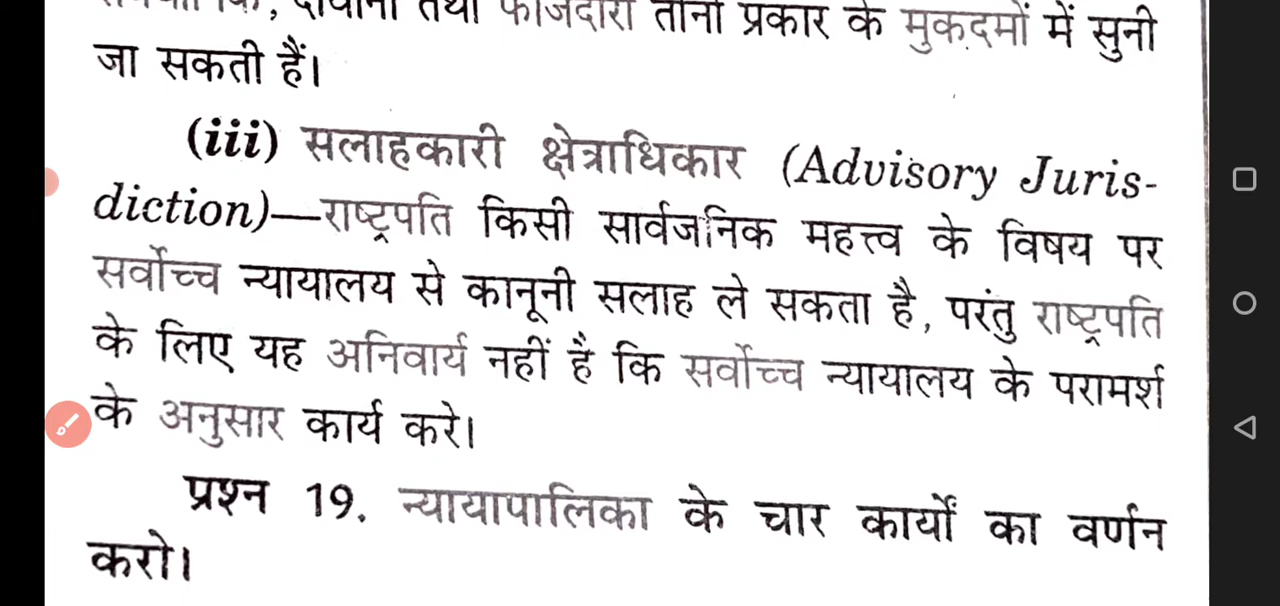 तथा फौजदारी तीनों प्रकार के मुकदमों में सुनी
जा सकती हैं।
(iii) सलाहकारी क्षेत्राधिकार (Advisory Juris-
diction)—राष्ट्रपति किसी सार्वजनिक महत्त्व के विषय पर
सर्वोच्च न्यायालय से कानूनी सलाह ले सकता है, परंतु राष्ट्रपति
के लिए यह अनिवार्य नहीं है कि सर्वोच्च न्यायालय के परामर्श
के अनुसार कार्य करे।
प्रश्न 19. न्यायापालिका के चार कार्यों का वर्णन
करो।